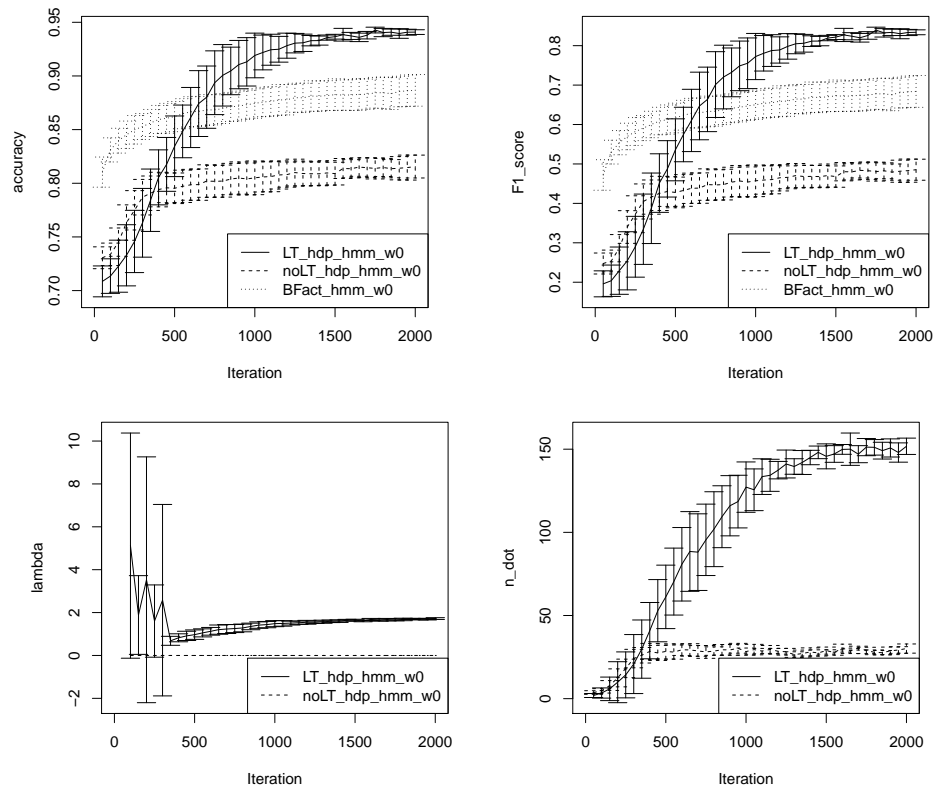 accuracy
0.70 0.75 0.80 0.85 0.90 0.95
LT_hdp_hmm_w0
noLT_hdp_hmm_w0
BFact_hmm_w0
0 500 1000 1500 2000
Iteration
F1_score
0.2 0.3 0.4 0.5 0.6 0.7 0.8
LT_hdp_hmm_w0
noLT_hdp_hmm_w0
BFact_hmm_w0
0 500 1000 1500 2000
Iteration
lambda
−2 0 2 4 6 8 10
LT_hdp_hmm_w0
noLT_hdp_hmm_w0
0 500 1000 1500 2000
Iteration
n_dot
0 50 100 150
LT_hdp_hmm_w0
noLT_hdp_hmm_w0
0 500 1000 1500 2000
Iteration